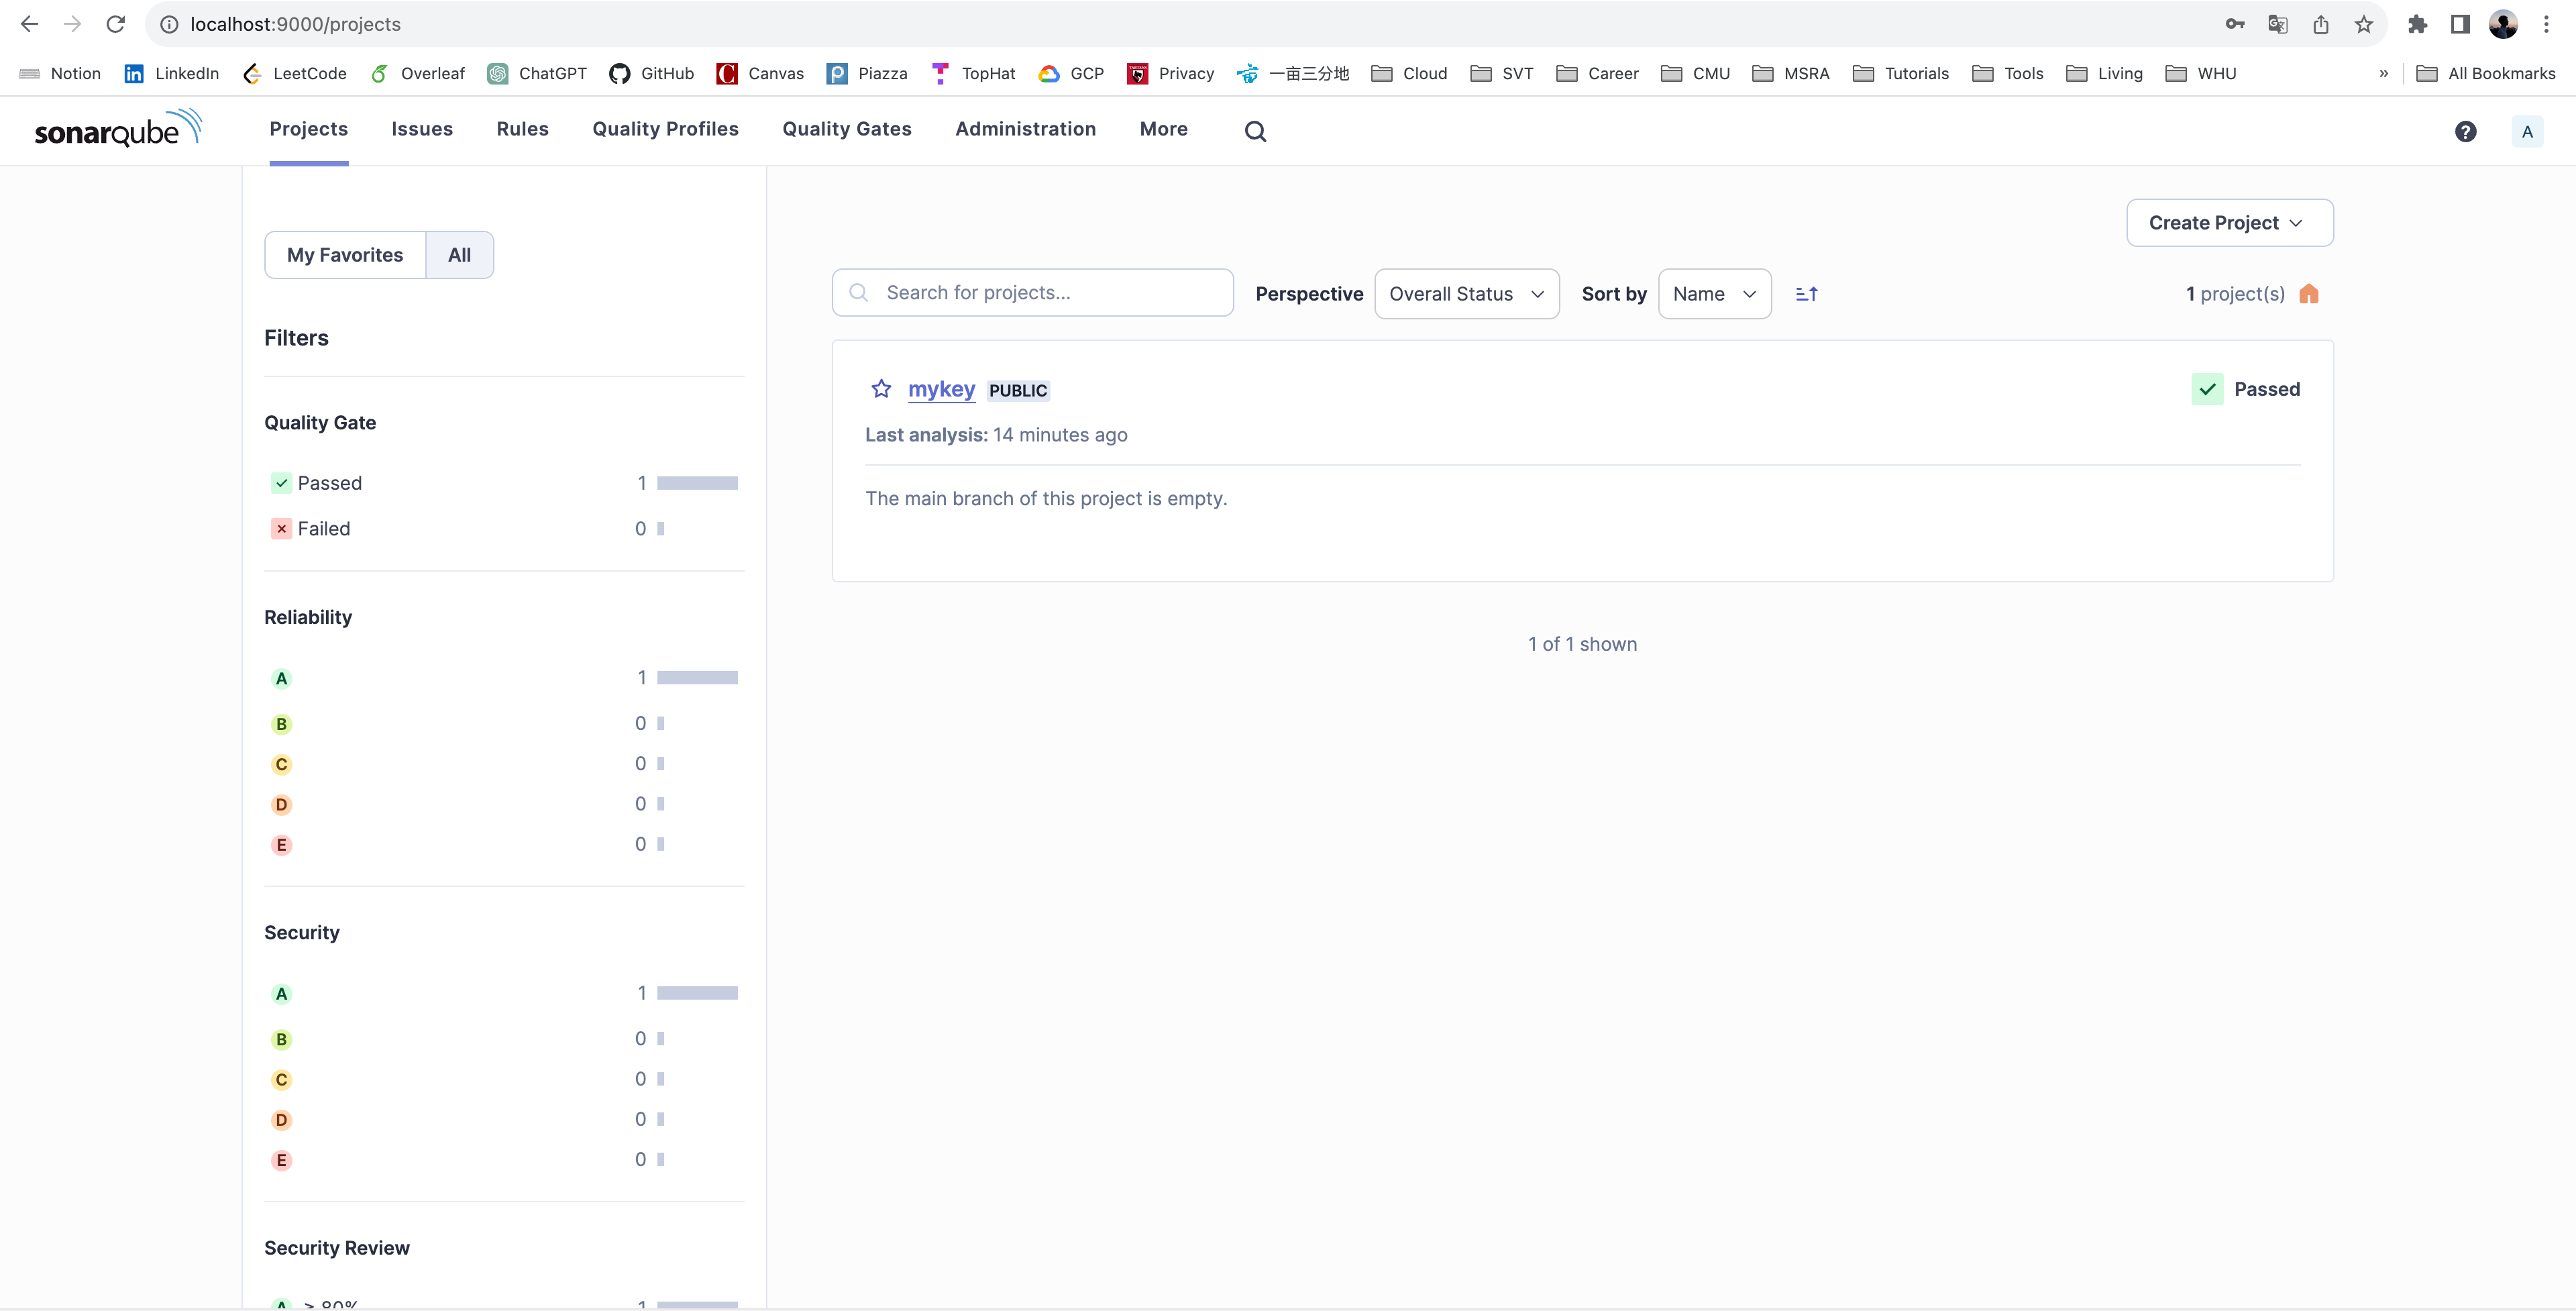 localhost:9000/projects
Notion LinkedIn LeetCode Overleaf ChatGPT GitHub Canvas Piazza TopHat GCP Privacy 一亩三分地 Cloud SVT Career CMU MSRA Tutorials Tools Living WHU » All Bookmarks
sonarqube Projects Issues Rules Quality Profiles Quality Gates Administration More ? A
Create Project
My Favorites All
Search for projects... Perspective Overall Status Sort by Name 1 project(s)
Filters
mykey PUBLIC Passed
Last analysis: 14 minutes ago
The main branch of this project is empty.
1 of 1 shown
Quality Gate
Passed 1
Failed 0
Reliability
A 1
B 0
C 0
D 0
E 0
Security
A 1
B 0
C 0
D 0
E 0
Security Review
A ≥ 80% 1